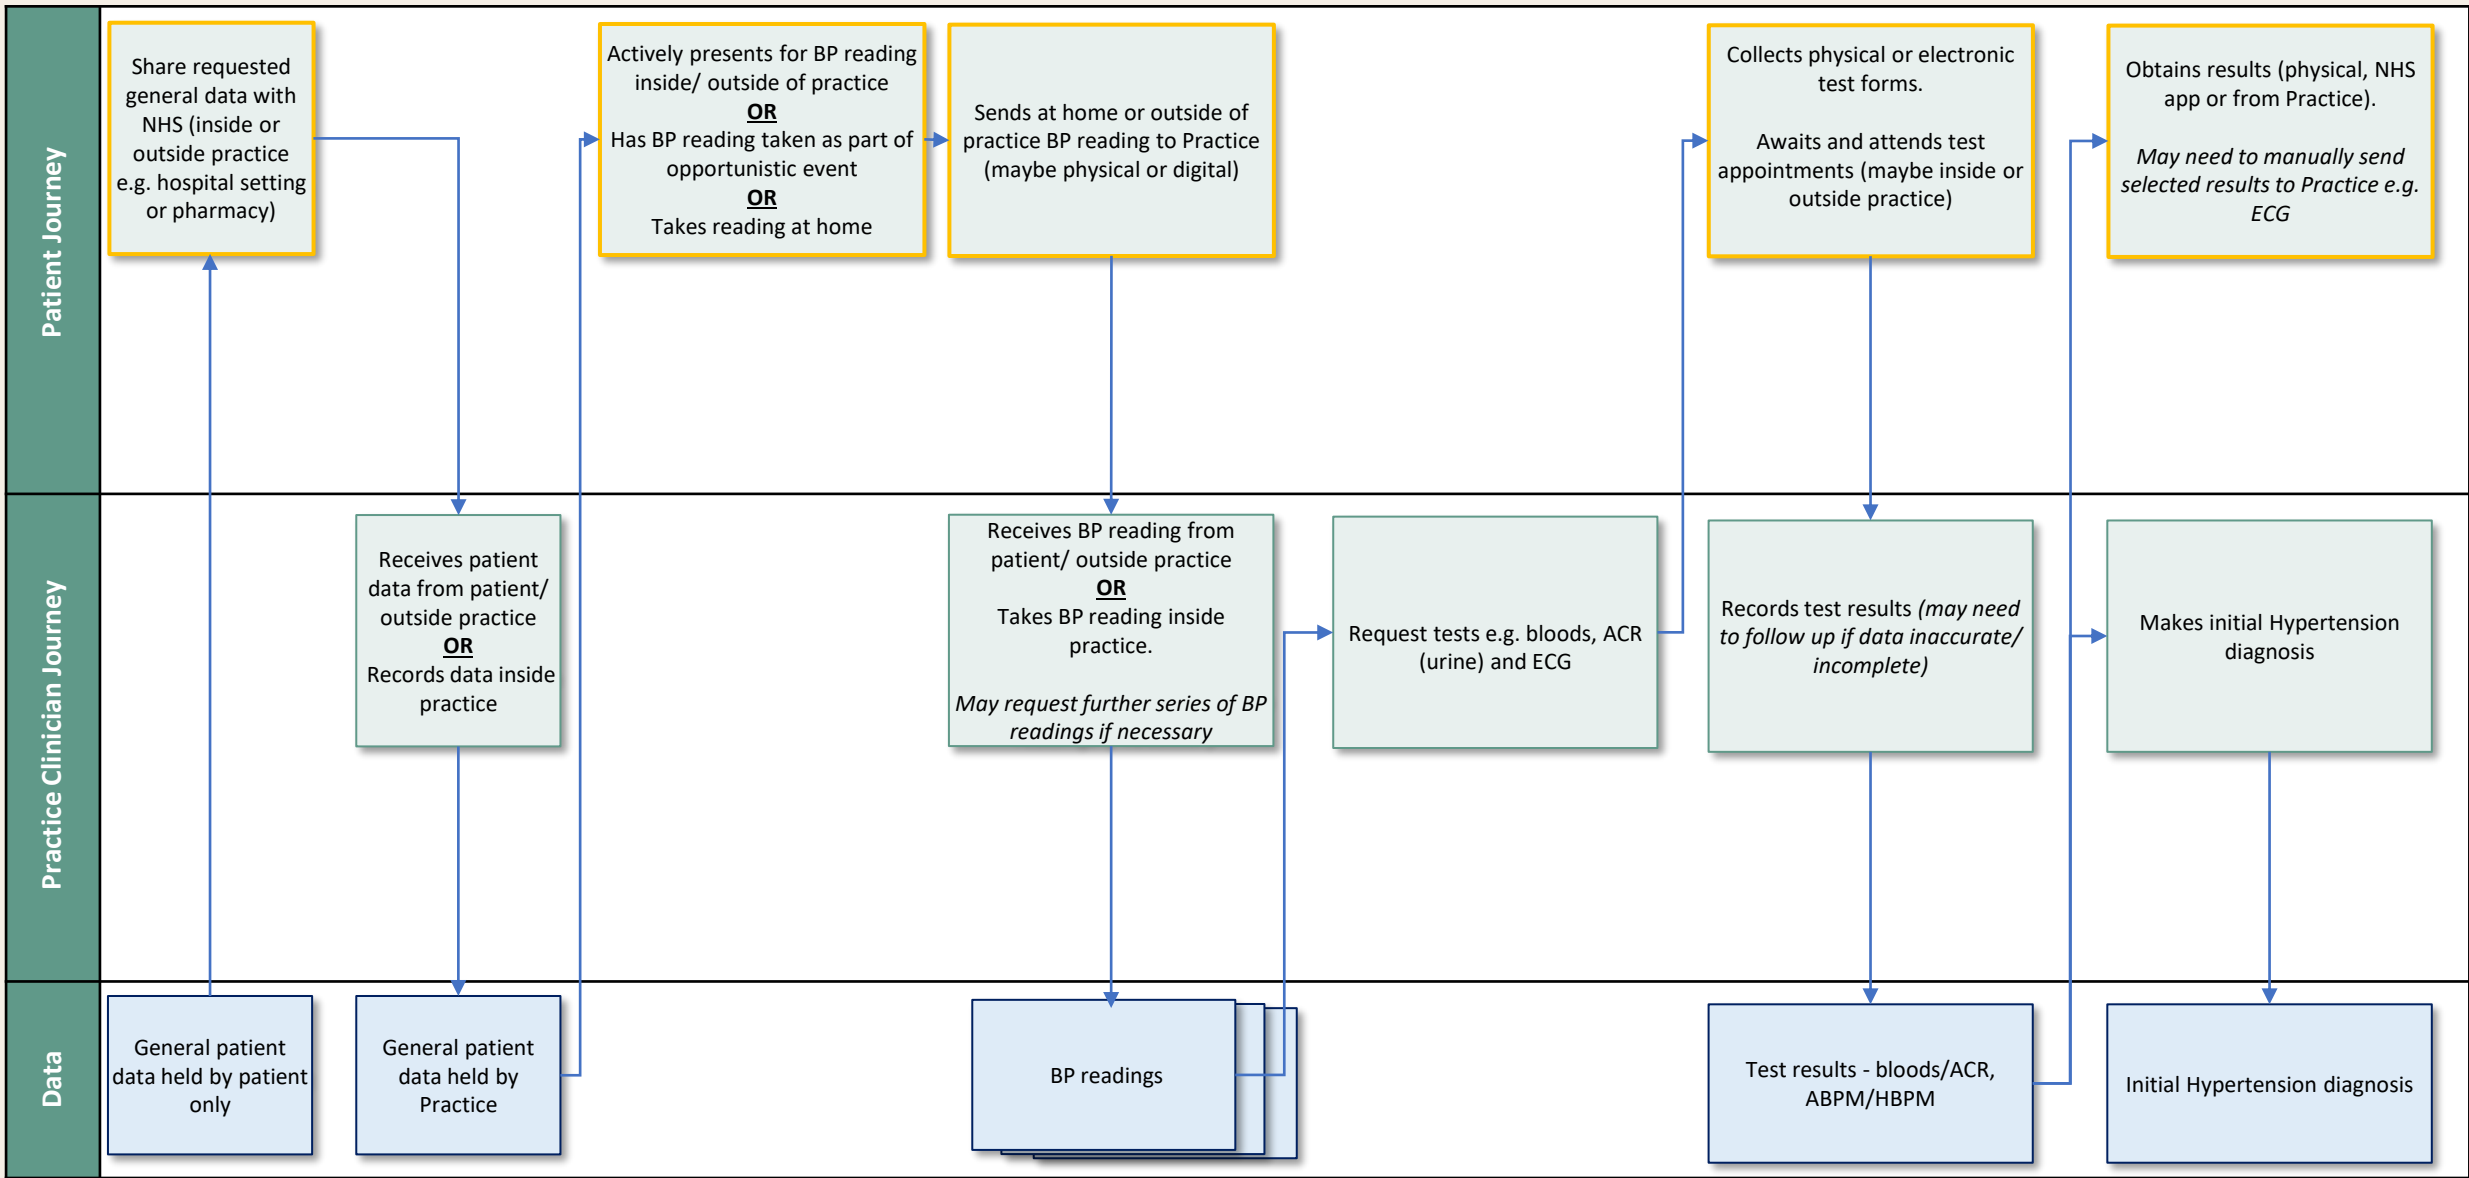 Patient Journey
Share requested
general data with
NHS (inside or
outside practice
e.g. hospital setting
or pharmacy)
Actively presents for BP reading
inside/ outside of practice
OR
Has BP reading taken as part of
opportunistic event
OR
Takes reading at home
Sends at home or outside of
practice BP reading to Practice
(maybe physical or digital)
Collects physical or electronic
test forms.
Awaits and attends test
appointments (maybe inside or
outside practice)
Obtains results (physical, NHS
app or from Practice).
May need to manually send
selected results to Practice e.g.
ECG
Practice Clinician Journey
Receives patient
data from patient/
outside practice
OR
Records data inside
practice
Receives BP reading from
patient/ outside practice
OR
Takes BP reading inside
practice.
May request further series of BP
readings if necessary
Request tests e.g. bloods, ACR
(urine) and ECG
Records test results (may need
to follow up if data inaccurate/
incomplete)
Makes initial Hypertension
diagnosis
Data
General patient
data held by patient
only
General patient
data held by
Practice
BP readings
Test results - bloods/ACR,
ABPM/HBPM
Initial Hypertension diagnosis